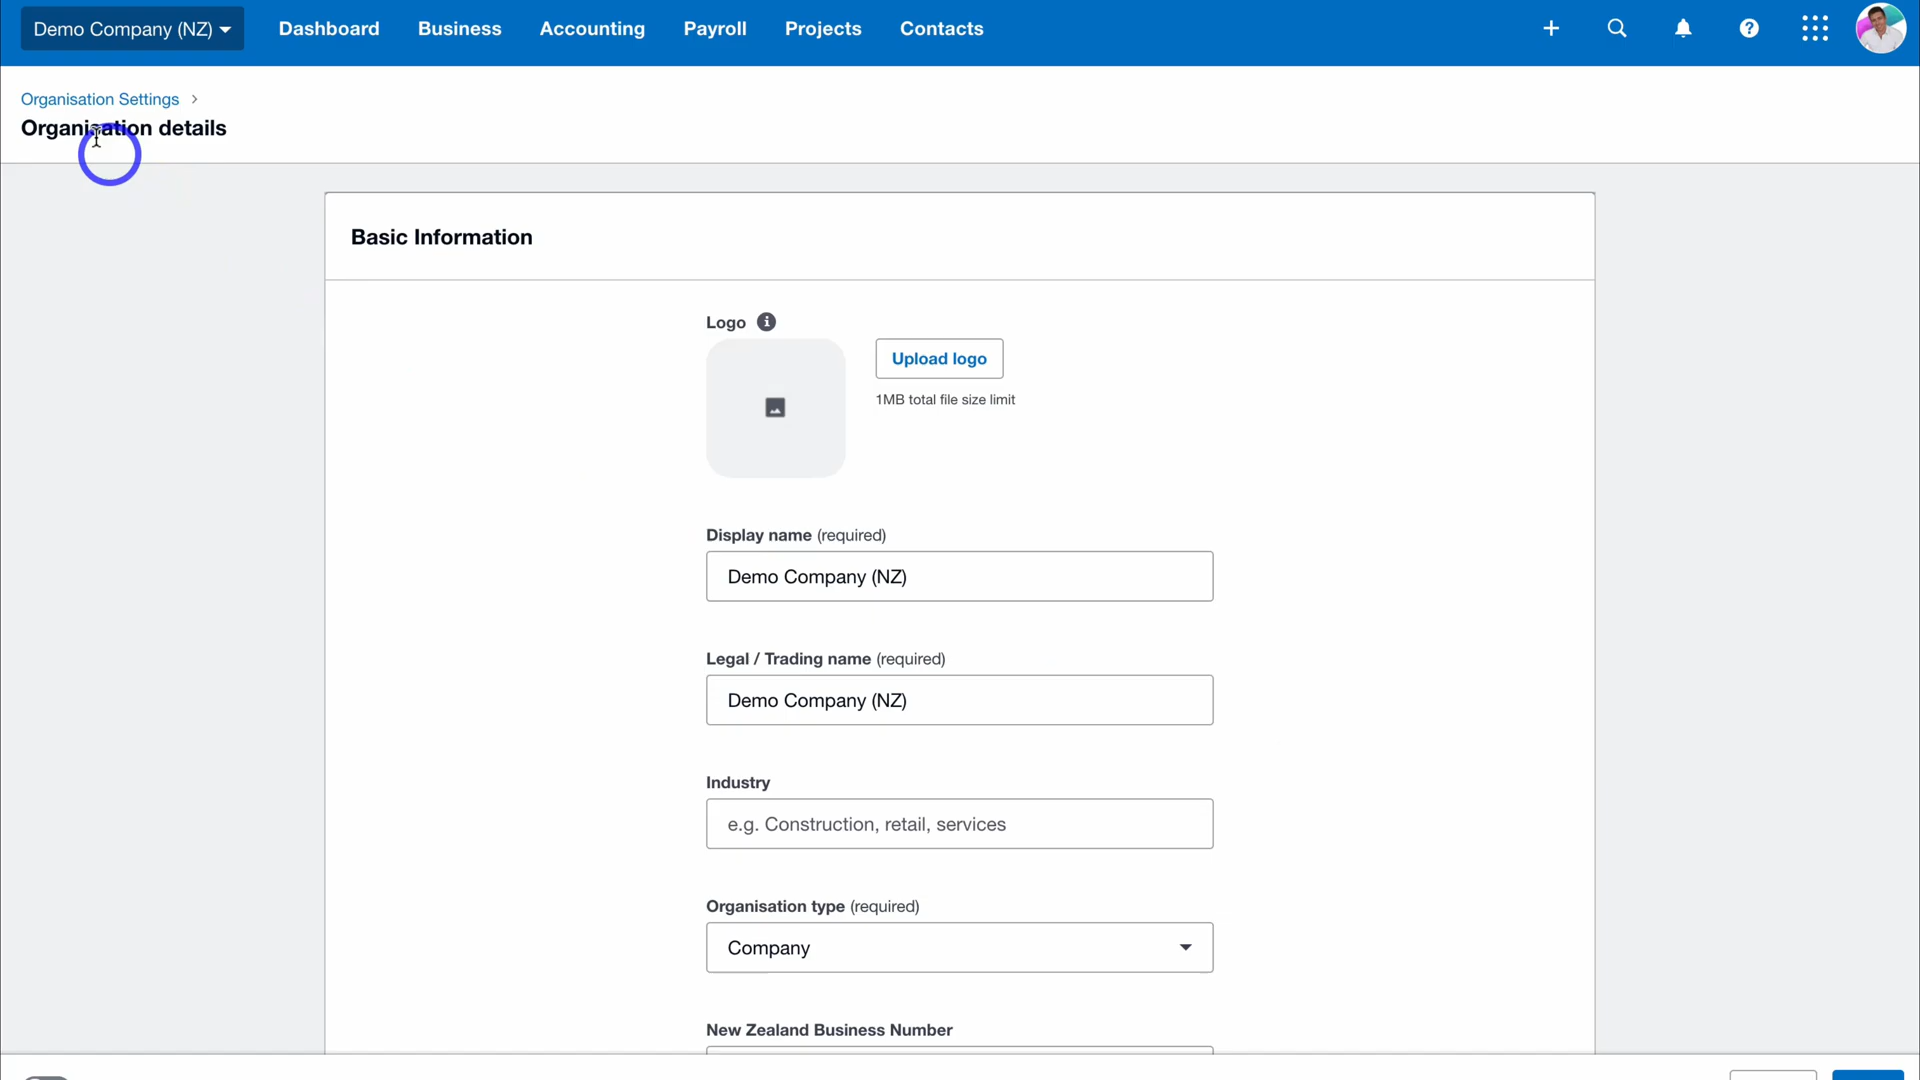 Demo Company (NZ)
Dashboard
Business
Accounting
Payroll
Projects
Contacts
Organisation Settings
Organisation details
Basic Information
Logo
Upload logo
1MB total file size limit
Display name (required)
Demo Company (NZ)
Legal / Trading name (required)
Demo Company (NZ)
Industry
e.g. Construction, retail, services
Organisation type (required)
Company
New Zealand Business Number